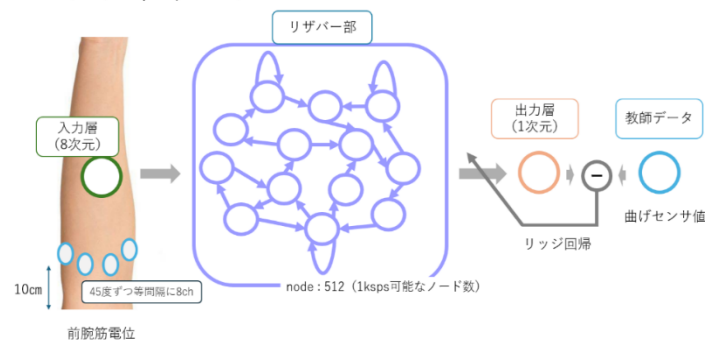 リザバー部
入力層
(8次元)
出力層
(1次元)
教師データ
−
曲げセンサ値
リッジ回帰
10cm
45度ずつ等間隔に8ch
node : 512（1ksps可能なノード数）
前腕筋電位